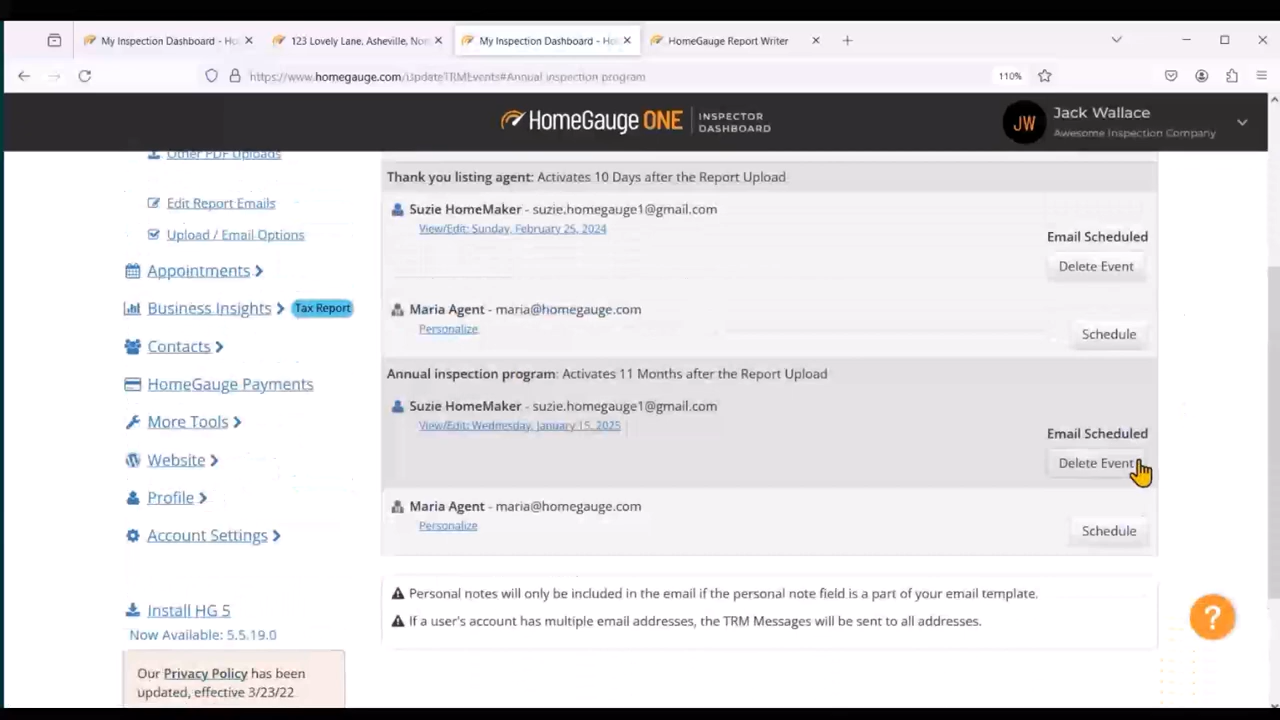 My Inspection Dashboard - Ho
123 Lovely Lane, Asheville, Nor
My Inspection Dashboard - Ho
HomeGauge Report Writer
https://www.homegauge.com/UpdateTRMEvents#Annual inspection program
110%
HomeGauge ONE
INSPECTOR
DASHBOARD
JW
Jack Wallace
Awesome Inspection Company
Other PDF Uploads
Edit Report Emails
Upload / Email Options
Appointments
Business Insights
Tax Report
Contacts
HomeGauge Payments
More Tools
Website
Profile
Account Settings
Install HG 5
Now Available: 5.5.19.0
Our Privacy Policy has been
updated, effective 3/23/22
Thank you listing agent: Activates 10 Days after the Report Upload
Suzie HomeMaker - suzie.homegauge1@gmail.com
View/Edit: Sunday, February 25, 2024
Email Scheduled
Delete Event
Maria Agent - maria@homegauge.com
Personalize
Schedule
Annual inspection program: Activates 11 Months after the Report Upload
Suzie HomeMaker - suzie.homegauge1@gmail.com
View/Edit: Wednesday, January 15, 2025
Email Scheduled
Delete Event
Maria Agent - maria@homegauge.com
Personalize
Schedule
Personal notes will only be included in the email if the personal note field is a part of your email template.
If a user's account has multiple email addresses, the TRM Messages will be sent to all addresses.
?